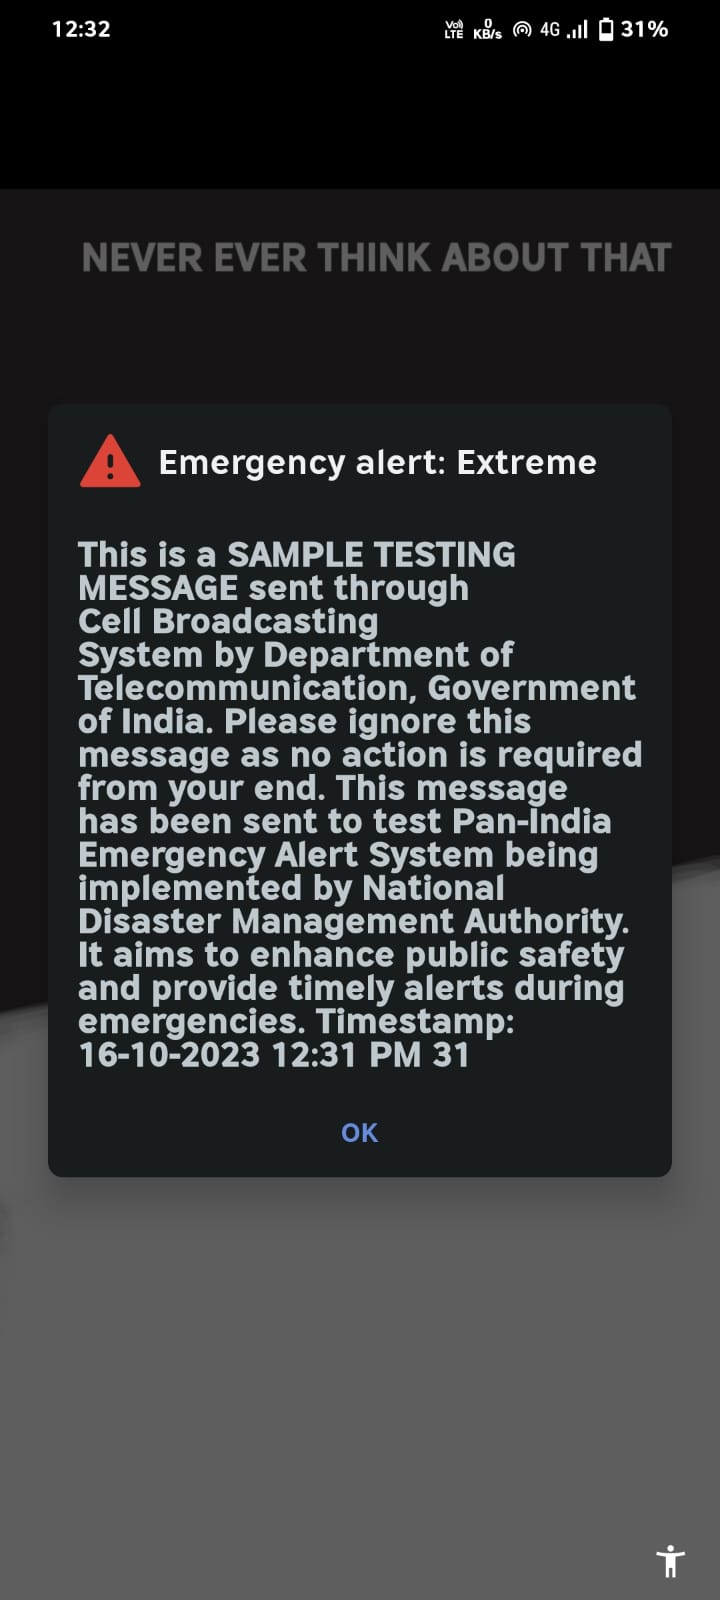 12:32 Vo)) LTE 0 KB/s 4G 31%
NEVER EVER THINK ABOUT THAT
Emergency alert: Extreme
This is a SAMPLE TESTING
MESSAGE sent through
Cell Broadcasting
System by Department of
Telecommunication, Government
of India. Please ignore this
message as no action is required
from your end. This message
has been sent to test Pan-India
Emergency Alert System being
implemented by National
Disaster Management Authority.
It aims to enhance public safety
and provide timely alerts during
emergencies. Timestamp:
16-10-2023 12:31 PM 31
OK